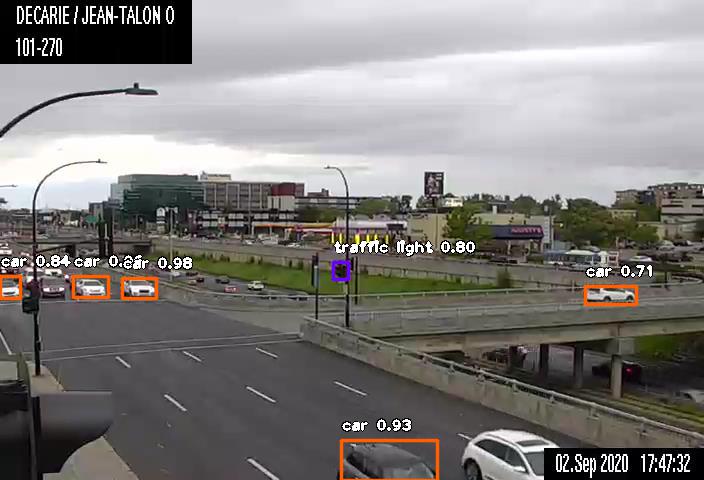 DECARIE / JEAN-TALON O
101-270
traffic light 0.80
car 0.84
car 0.98
car 0.71
car 0.93
02.Sep 2020 17:47:32